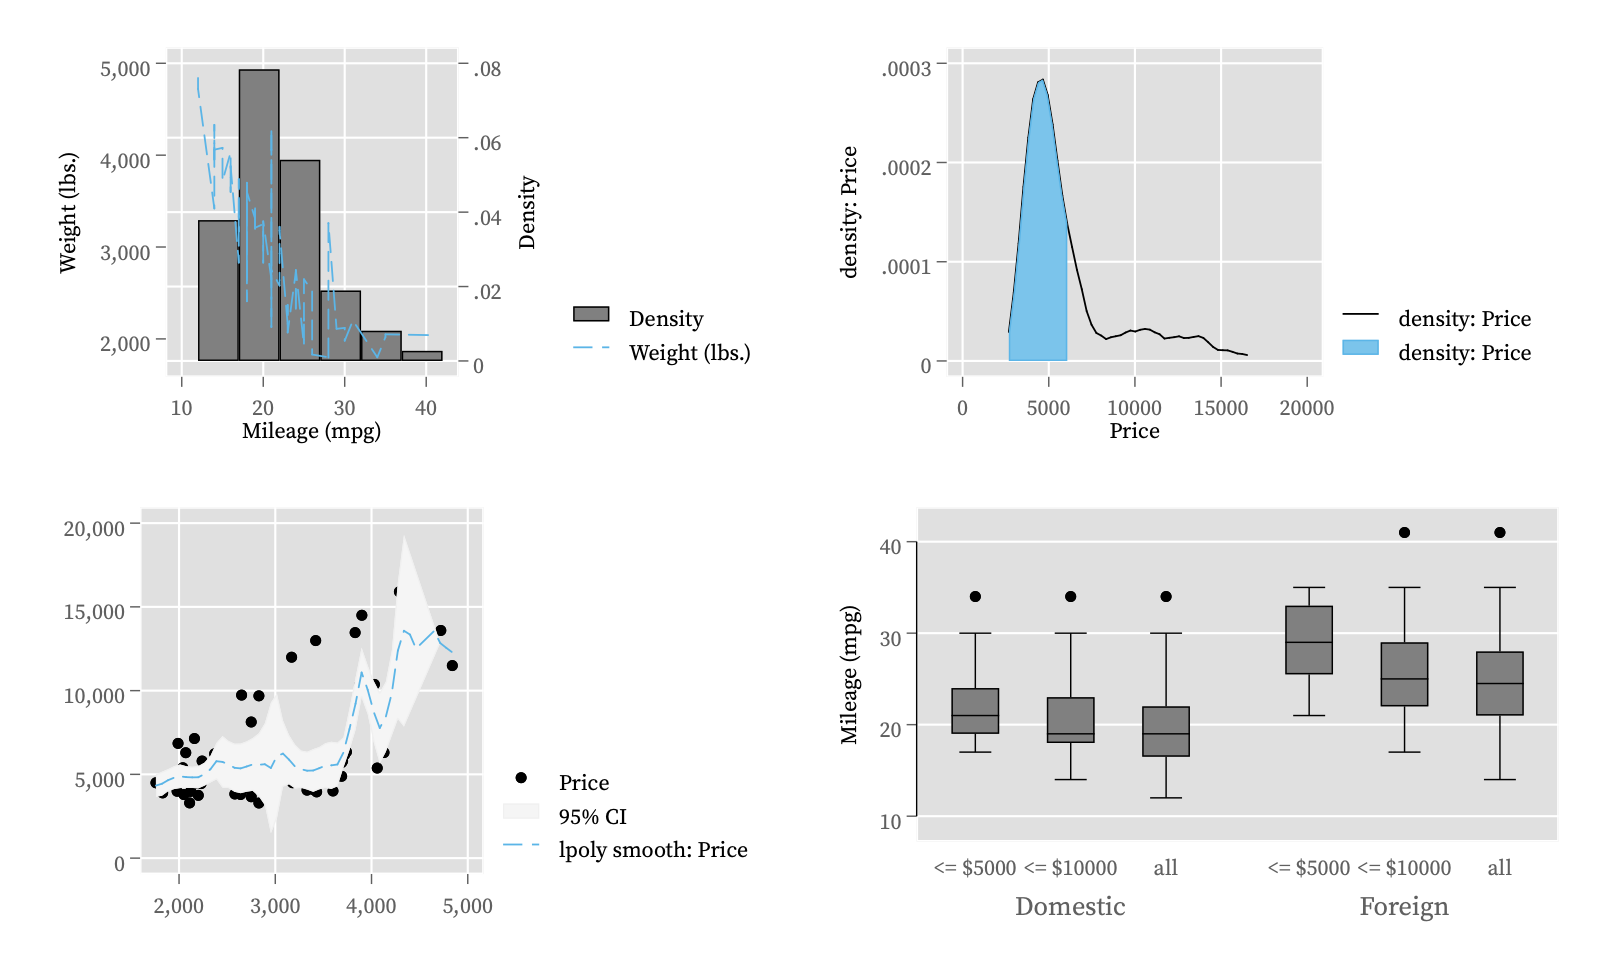 5,000
4,000
3,000
2,000
Weight (lbs.)
.08
.06
.04
.02
0
Density
10 20 30 40
Mileage (mpg)
Density
Weight (lbs.)
.0003
.0002
.0001
0
density: Price
0 5000 10000 15000 20000
Price
density: Price
density: Price
20,000
15,000
10,000
5,000
0
2,000 3,000 4,000 5,000
Price
95% CI
lpoly smooth: Price
40
30
20
10
Mileage (mpg)
<= $5000 <= $10000 all <= $5000 <= $10000 all
Domestic Foreign